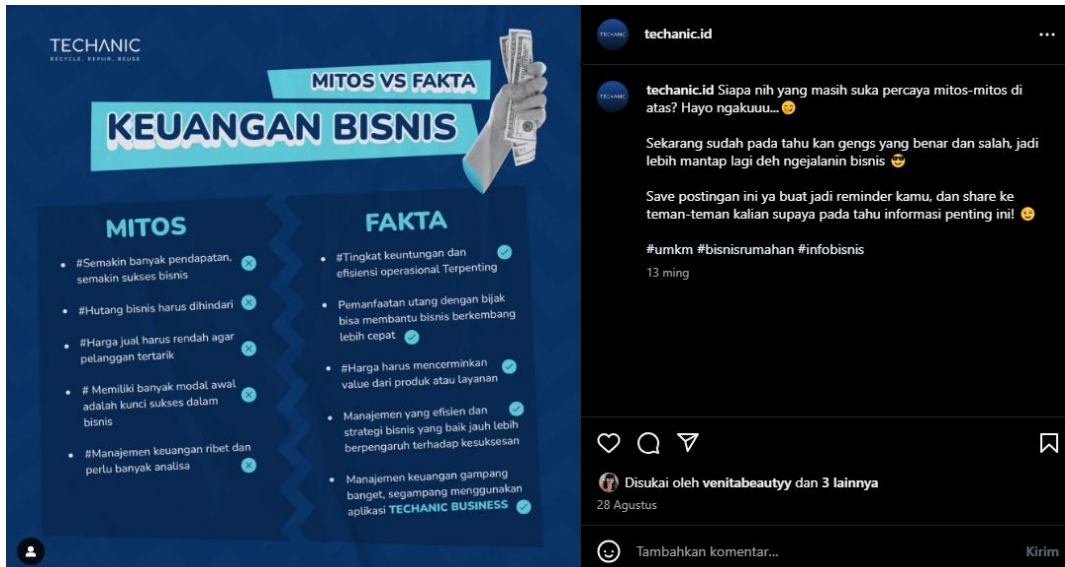 TECHANIC
RECYCLE, REPAIR, REUSE
MITOS VS FAKTA
KEUANGAN BISNIS
MITOS
#Semakin banyak pendapatan,
semakin sukses bisnis
#Hutang bisnis harus dihindari
#Harga jual harus rendah agar
pelanggan tertarik
# Memiliki banyak modal awal
adalah kunci sukses dalam
bisnis
#Manajemen keuangan ribet dan
perlu banyak analisa
FAKTA
#Tingkat keuntungan dan
efisiensi operasional Terpenting
Pemanfaatan utang dengan bijak
bisa membantu bisnis berkembang
lebih cepat
#Harga harus mencerminkan
value dari produk atau layanan
Manajemen yang efisien dan
strategi bisnis yang baik jauh lebih
berpengaruh terhadap kesuksesan
Manajemen keuangan gampang
banget, segampang menggunakan
aplikasi TECHANIC BUSINESS
TECHANIC
techanic.id
TECHANIC
techanic.id Siapa nih yang masih suka percaya mitos-mitos di
atas? Hayo ngakuuu... 😋
Sekarang sudah pada tahu kan gengs yang benar dan salah, jadi
lebih mantap lagi deh ngejalanin bisnis 😎
Save postingan ini ya buat jadi reminder kamu, dan share ke
teman-teman kalian supaya pada tahu informasi penting ini! 😉
#umkm #bisnisrumahan #infobisnis
13 ming
Disukai oleh venitabeautyy dan 3 lainnya
28 Agustus
Tambahkan komentar...
Kirim